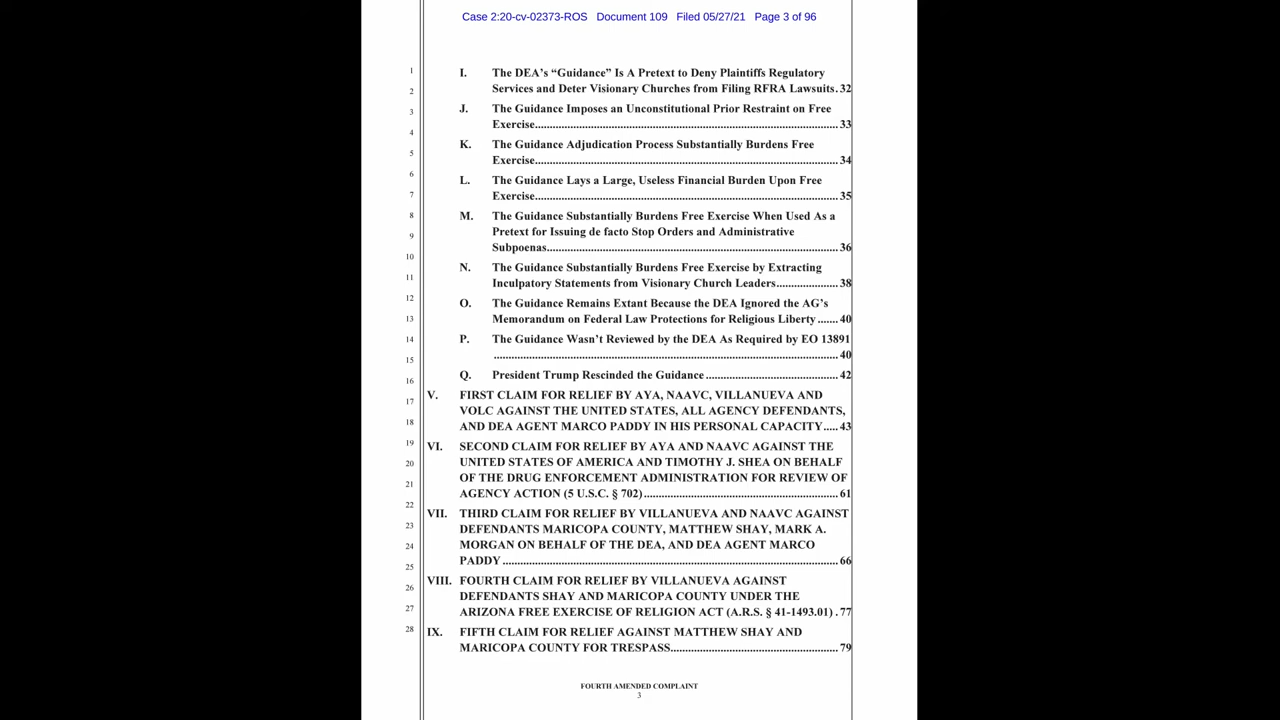 Case 2:20-cv-02373-ROS Document 109 Filed 05/27/21 Page 3 of 96
1
2
3
4
5
6
7
8
9
10
11
12
13
14
15
16
17
18
19
20
21
22
23
24
25
26
27
28
I. The DEA’s “Guidance” Is A Pretext to Deny Plaintiffs Regulatory
Services and Deter Visionary Churches from Filing RFRA Lawsuits. 32
J. The Guidance Imposes an Unconstitutional Prior Restraint on Free
Exercise........................................................................................................ 33
K. The Guidance Adjudication Process Substantially Burdens Free
Exercise........................................................................................................ 34
L. The Guidance Lays a Large, Useless Financial Burden Upon Free
Exercise........................................................................................................ 35
M. The Guidance Substantially Burdens Free Exercise When Used As a
Pretext for Issuing de facto Stop Orders and Administrative
Subpoenas.................................................................................................... 36
N. The Guidance Substantially Burdens Free Exercise by Extracting
Inculpatory Statements from Visionary Church Leaders..................... 38
O. The Guidance Remains Extant Because the DEA Ignored the AG’s
Memorandum on Federal Law Protections for Religious Liberty ....... 40
P. The Guidance Wasn’t Reviewed by the DEA As Required by EO 13891
...................................................................................................................... 40
Q. President Trump Rescinded the Guidance ............................................. 42
V. FIRST CLAIM FOR RELIEF BY AYA, NAAVC, VILLANUEVA AND
VOLC AGAINST THE UNITED STATES, ALL AGENCY DEFENDANTS,
AND DEA AGENT MARCO PADDY IN HIS PERSONAL CAPACITY..... 43
VI. SECOND CLAIM FOR RELIEF BY AYA AND NAAVC AGAINST THE
UNITED STATES OF AMERICA AND TIMOTHY J. SHEA ON BEHALF
OF THE DRUG ENFORCEMENT ADMINISTRATION FOR REVIEW OF
AGENCY ACTION (5 U.S.C. § 702) .................................................................. 61
VII. THIRD CLAIM FOR RELIEF BY VILLANUEVA AND NAAVC AGAINST
DEFENDANTS MARICOPA COUNTY, MATTHEW SHAY, MARK A.
MORGAN ON BEHALF OF THE DEA, AND DEA AGENT MARCO
PADDY ................................................................................................................... 66
VIII. FOURTH CLAIM FOR RELIEF BY VILLANUEVA AGAINST
DEFENDANTS SHAY AND MARICOPA COUNTY UNDER THE
ARIZONA FREE EXERCISE OF RELIGION ACT (A.R.S. § 41-1493.01) . 77
IX. FIFTH CLAIM FOR RELIEF AGAINST MATTHEW SHAY AND
MARICOPA COUNTY FOR TRESPASS......................................................... 79
FOURTH AMENDED COMPLAINT
3